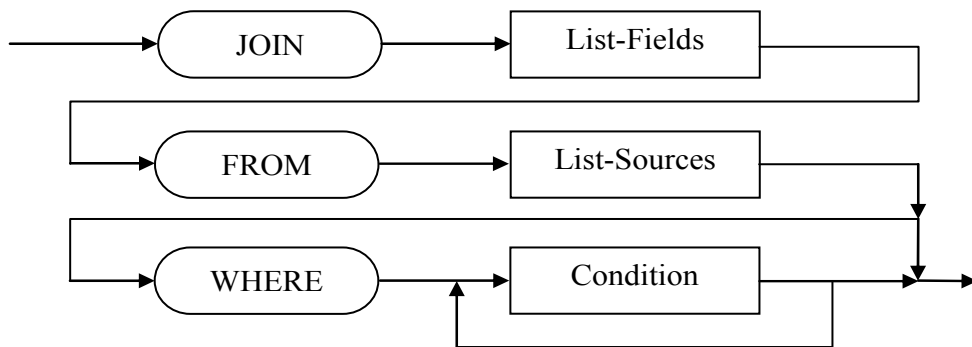 JOIN
List-Fields
FROM
List-Sources
WHERE
Condition